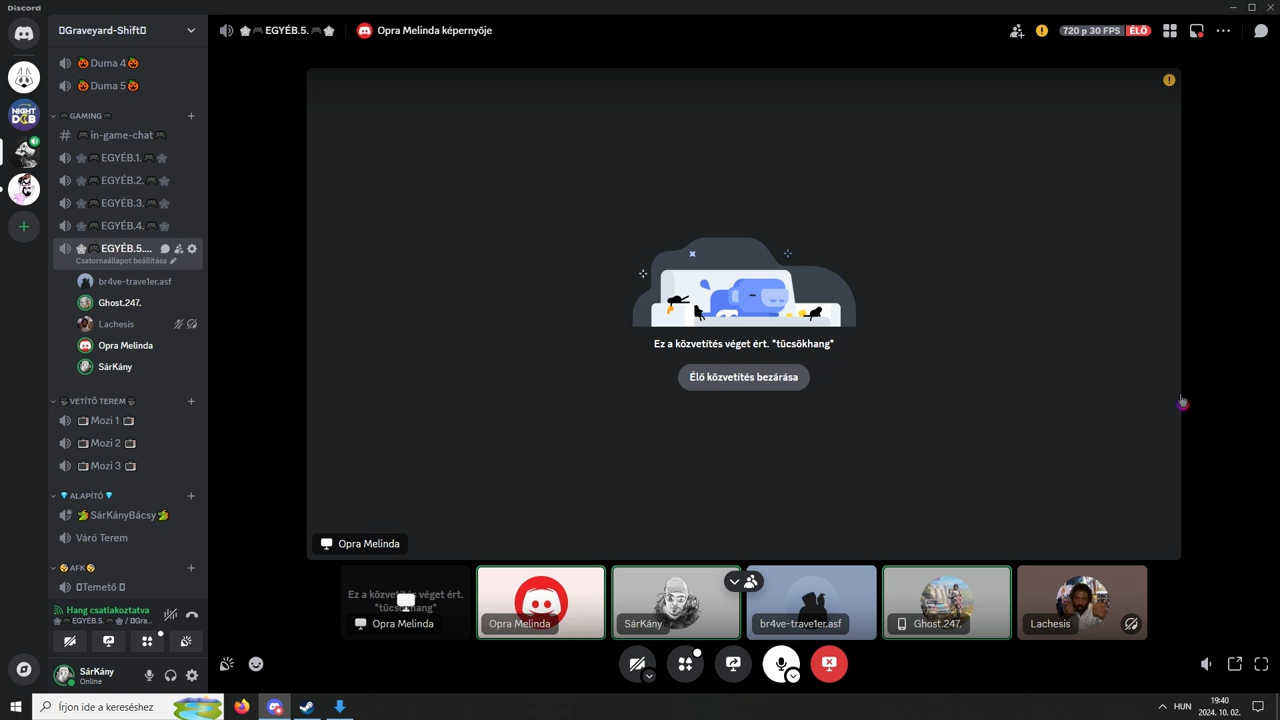 Discord
Graveyard-Shift
EGYÉB.5.
Opra Melinda képernyője
720 p 30 FPS ÉLŐ
Duma 4
Duma 5
GAMING
in-game-chat
EGYÉB.1.
EGYÉB.2.
EGYÉB.3.
EGYÉB.4.
EGYÉB.5....
Csatornaállapot beállítása
br4ve-trave1er.asf
Ghost.247.
Lachesis
Opra Melinda
SárKány
VETÍTŐ TEREM
Mozi 1
Mozi 2
Mozi 3
ALAPÍTÓ
SárKányBácsy
Váró Terem
AFK
Temető
Hang csatlakoztatva
EGYÉB.5. / Gra...
SárKány
Online
NIGHT
Ez a közvetítés véget ért. *tücsökhang*
Élő közvetítés bezárása
Opra Melinda
Ez a közvetítés véget ért.
*tücsökhang*
Opra Melinda
Opra Melinda
SárKány
br4ve-trave1er.asf
Ghost.247.
Lachesis
Írjon ide a kereséshez
HUN
19:40
2024. 10. 02.